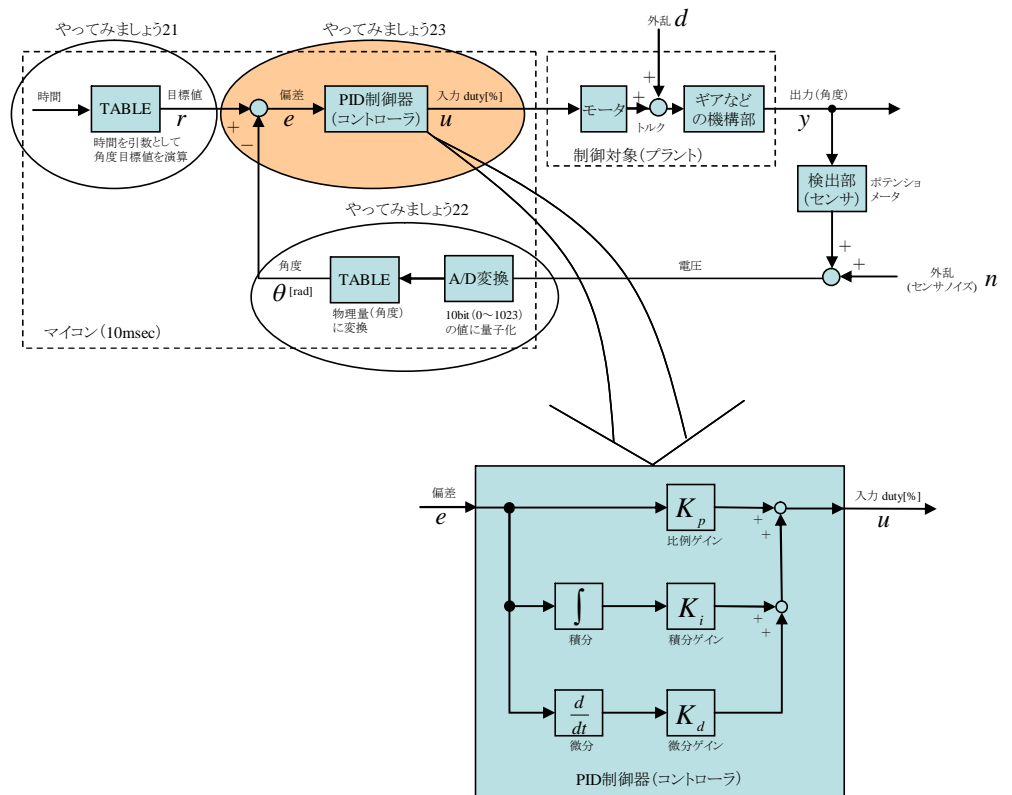 やってみましょう21
やってみましょう23
外乱 d
時間
TABLE
目標値
r
時間を引数として
角度目標値を演算
+
−
偏差
e
PID制御器
(コントローラ)
入力 duty[%]
u
モータ
+
+
トルク
ギアなど
の機構部
出力(角度)
y
制御対象(プラント)
検出部
(センサ)
ポテンショ
メータ
やってみましょう22
角度
θ[rad]
TABLE
物理量(角度)
に変換
A/D変換
10bit(0～1023)
の値に量子化
電圧
+
+
外乱
(センサノイズ) n
マイコン(10msec)
偏差
e
Kp
比例ゲイン
+
+
入力 duty[%]
u
∫
積分
Ki
積分ゲイン
+
+
d
dt
微分
Kd
微分ゲイン
PID制御器(コントローラ)